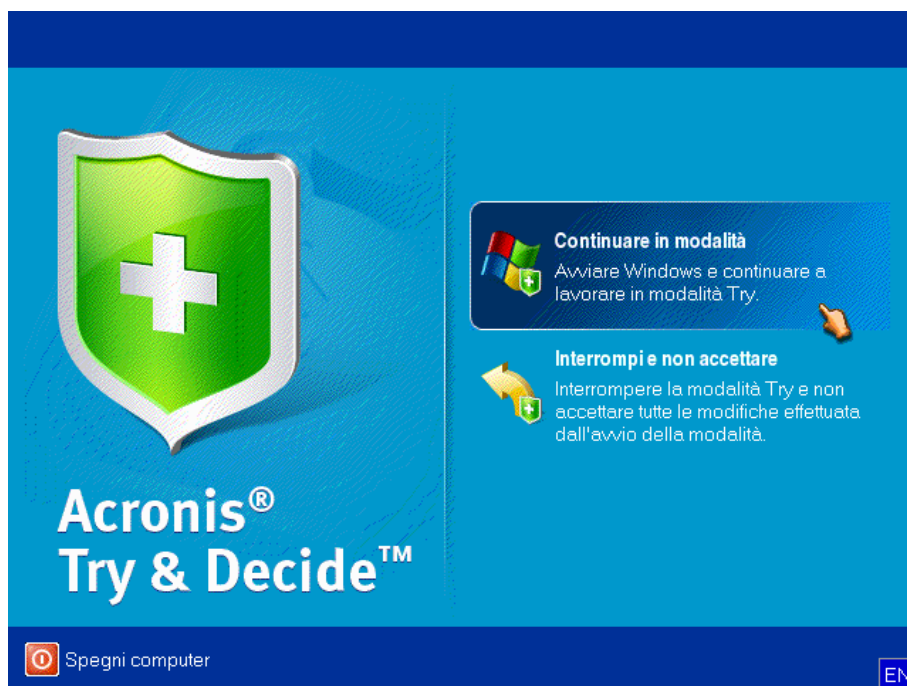 Continuare in modalità
Avviare Windows e continuare a
lavorare in modalità Try.
Interrompi e non accettare
Interrompere la modalità Try e non
accettare tutte le modifiche effettuata
dall'avvio della modalità.
Acronis®
Try & Decide™
Spegni computer
EN